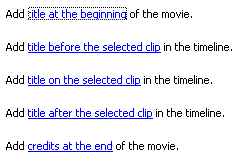 Add title at the beginning of the movie.
Add title before the selected clip in the timeline.
Add title on the selected clip in the timeline.
Add title after the selected clip in the timeline.
Add credits at the end of the movie.